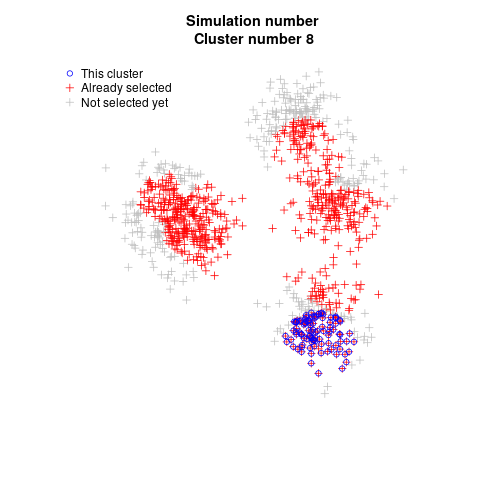 Simulation number
Cluster number 8
This cluster
Already selected
Not selected yet